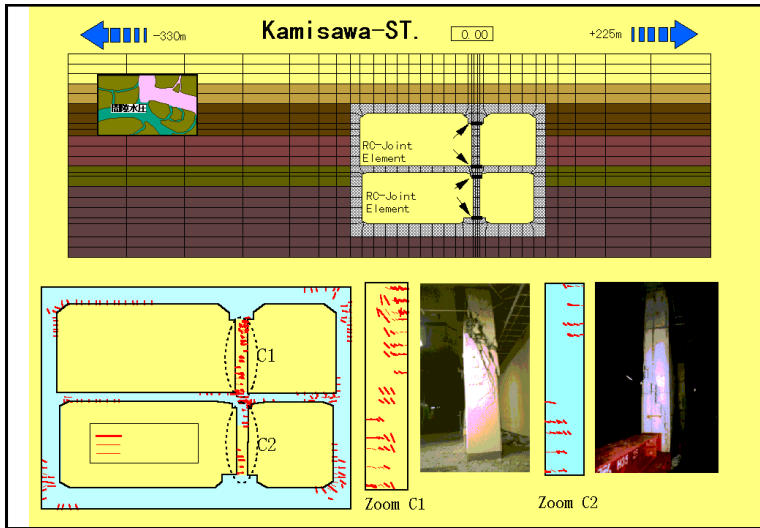 -330m
Kamisawa-ST.
0.00
+225m
RC-Joint
Element
RC-Joint
Element
C1
C2
Zoom C1
Zoom C2